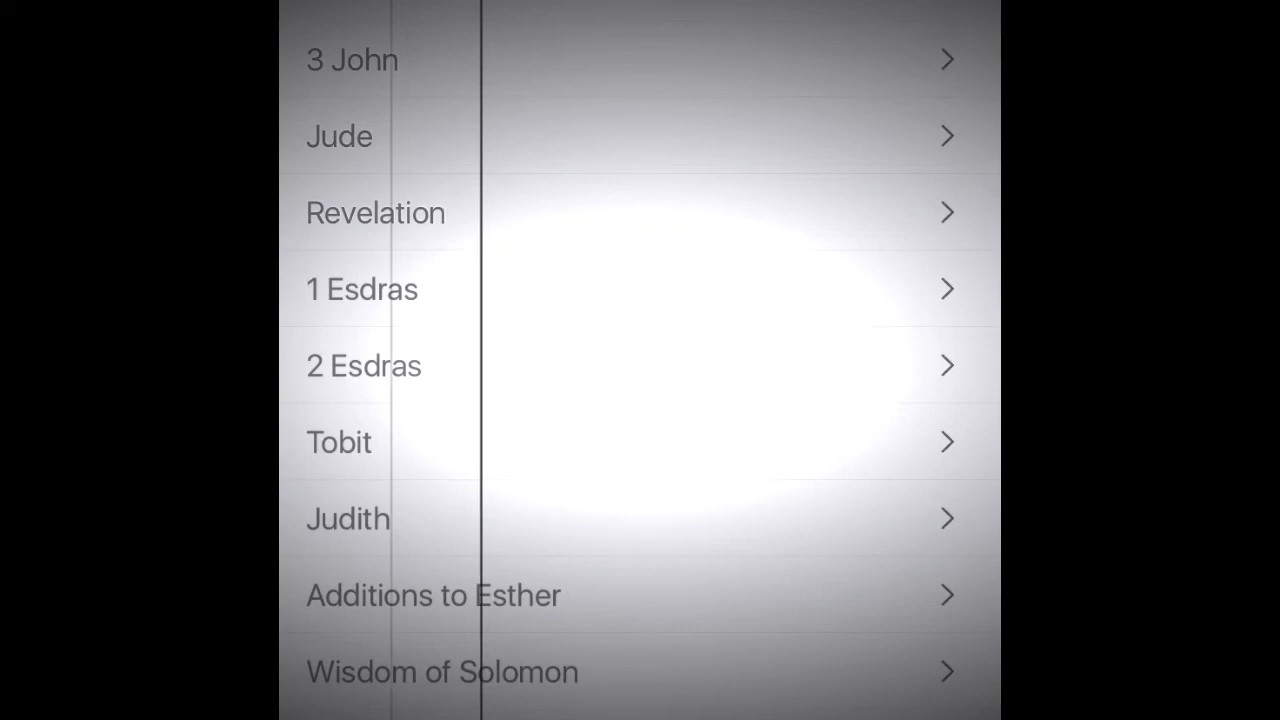 3 John
Jude
Revelation
1 Esdras
2 Esdras
Tobit
Judith
Additions to Esther
Wisdom of Solomon